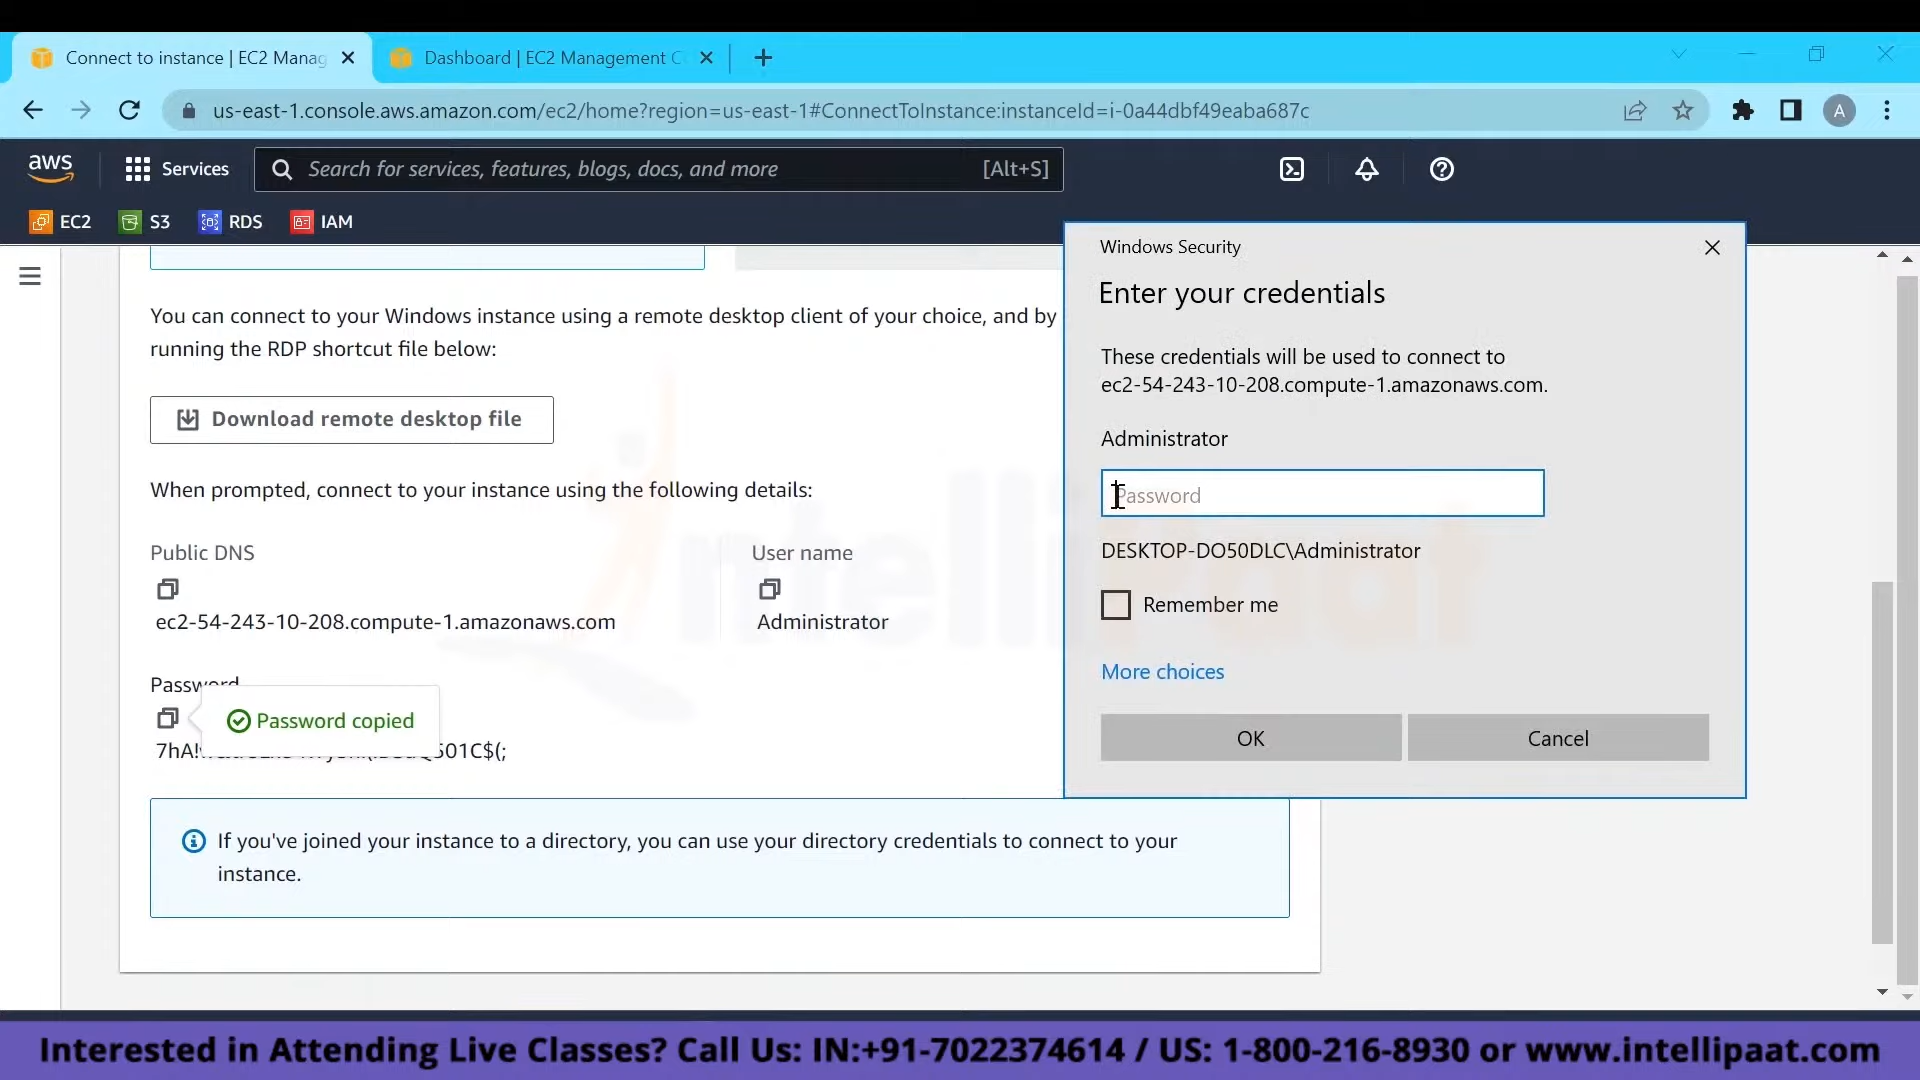 Connect to instance | EC2 Manag
Dashboard | EC2 Management C
us-east-1.console.aws.amazon.com/ec2/home?region=us-east-1#ConnectToInstance:instanceId=i-0a44dbf49eaba687c
A
aws
Services
Search for services, features, blogs, docs, and more
[Alt+S]
EC2
S3
RDS
IAM
You can connect to your Windows instance using a remote desktop client of your choice, and by
running the RDP shortcut file below:
Download remote desktop file
When prompted, connect to your instance using the following details:
Public DNS
ec2-54-243-10-208.compute-1.amazonaws.com
User name
Administrator
Password
Password copied
If you've joined your instance to a directory, you can use your directory credentials to connect to your
instance.
Windows Security
Enter your credentials
These credentials will be used to connect to
ec2-54-243-10-208.compute-1.amazonaws.com.
Administrator
Password
DESKTOP-DO50DLC\Administrator
Remember me
More choices
OK
Cancel
intelliPaat
Interested in Attending Live Classes? Call Us: IN:+91-7022374614 / US: 1-800-216-8930 or www.intellipaat.com